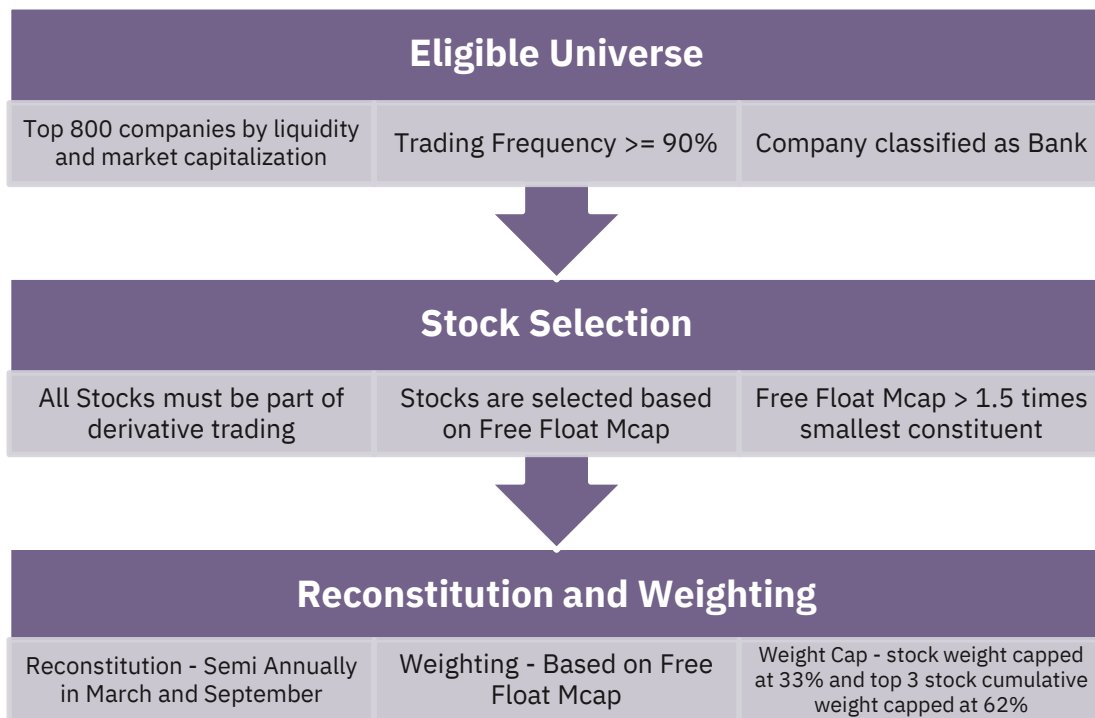 Eligible Universe
Top 800 companies by liquidity
and market capitalization
Trading Frequency >= 90%
Company classified as Bank
Stock Selection
All Stocks must be part of
derivative trading
Stocks are selected based
on Free Float Mcap
Free Float Mcap > 1.5 times
smallest constituent
Reconstitution and Weighting
Reconstitution - Semi Annually
in March and September
Weighting - Based on Free
Float Mcap
Weight Cap - stock weight capped
at 33% and top 3 stock cumulative
weight capped at 62%